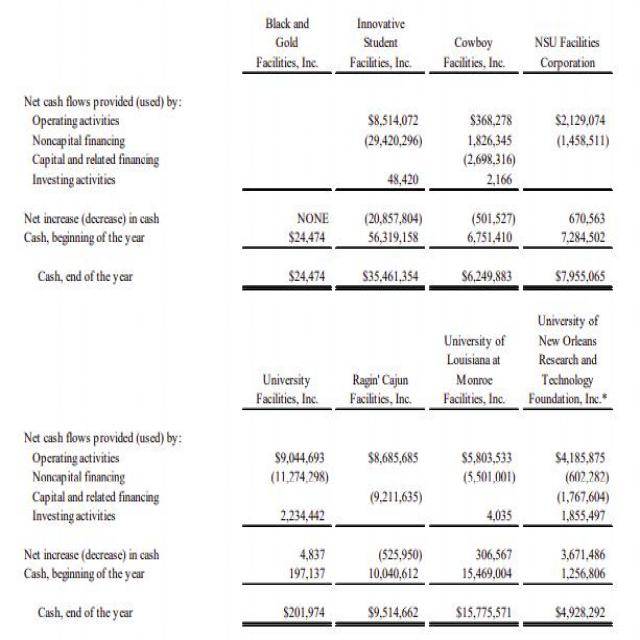 Black and Innovative
Gold Student Cowboy NSU Facilities
Facilities, Inc. Facilities, Inc. Facilities, Inc. Corporation
Net cash flows provided (used) by:
Operating activities $8,514,072 $368,278 $2,129,074
Noncapital financing (29,420,296) 1,826,345 (1,458,511)
Capital and related financing (2,698,316)
Investing activities 48,420 2,166
Net increase (decrease) in cash NONE (20,857,804) (501,527) 670,563
Cash, beginning of the year $24,474 56,319,158 6,751,410 7,284,502
Cash, end of the year $24,474 $35,461,354 $6,249,883 $7,955,065
University of
University of New Orleans
Louisiana at Research and
University Ragin' Cajun Monroe Technology
Facilities, Inc. Facilities, Inc. Facilities, Inc. Foundation, Inc.*
Net cash flows provided (used) by:
Operating activities $9,044,693 $8,685,685 $5,803,533 $4,185,875
Noncapital financing (11,274,298) (5,501,001) (602,282)
Capital and related financing (9,211,635) (1,767,604)
Investing activities 2,234,442 4,035 1,855,497
Net increase (decrease) in cash 4,837 (525,950) 306,567 3,671,486
Cash, beginning of the year 197,137 10,040,612 15,469,004 1,256,806
Cash, end of the year $201,974 $9,514,662 $15,775,571 $4,928,292